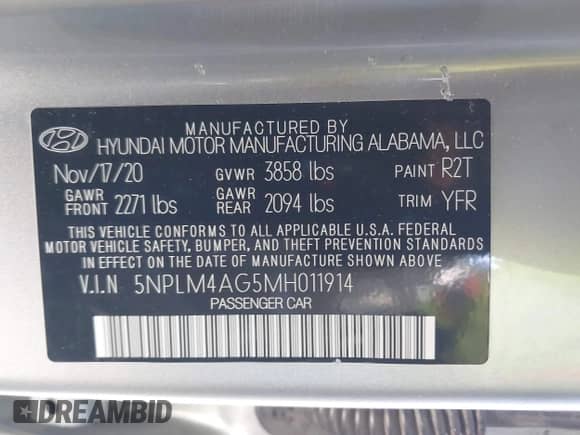 MANUFACTURED BY
HYUNDAI MOTOR MANUFACTURING ALABAMA, LLC
Nov/17/20 GVWR 3858 lbs PAINT R2T
GAWR FRONT 2271 lbs GAWR REAR 2094 lbs TRIM YFR
THIS VEHICLE CONFORMS TO ALL APPLICABLE U.S.A. FEDERAL
MOTOR VEHICLE SAFETY, BUMPER, AND THEFT PREVENTION STANDARDS
IN EFFECT ON THE DATE OF MANUFACTURE SHOWN ABOVE
V.I.N 5NPLM4AG5MH011914
PASSENGER CAR
DREAMBID